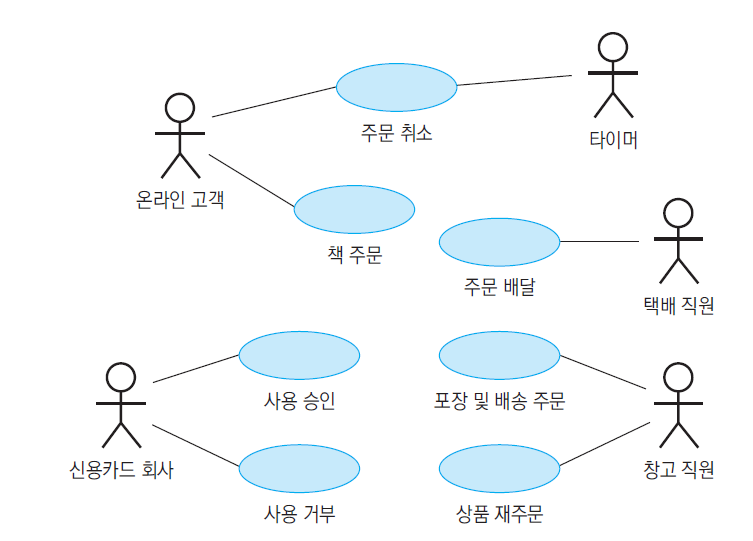 타이머
주문 취소
온라인 고객
책 주문
주문 배달
택배 직원
사용 승인
포장 및 배송 주문
신용카드 회사
창고 직원
사용 거부
상품 재주문